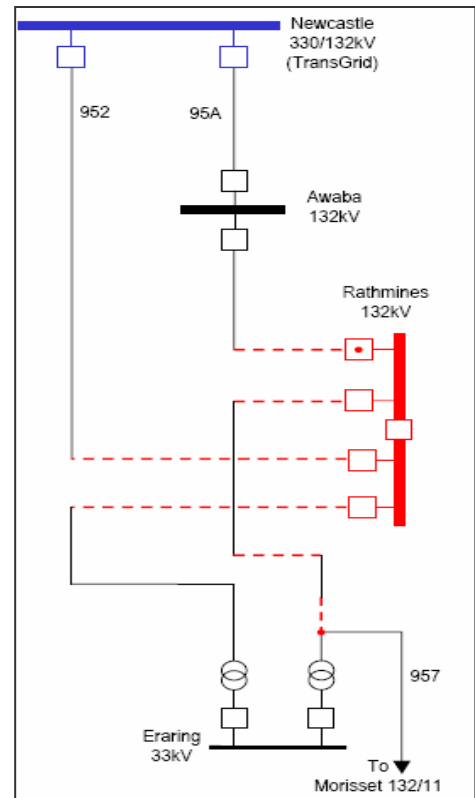 Newcastle
330/132kV
(TransGrid)
952
95A
Awaba
132kV
Rathmines
132kV
957
Eraring
33kV
To
Morisset 132/11